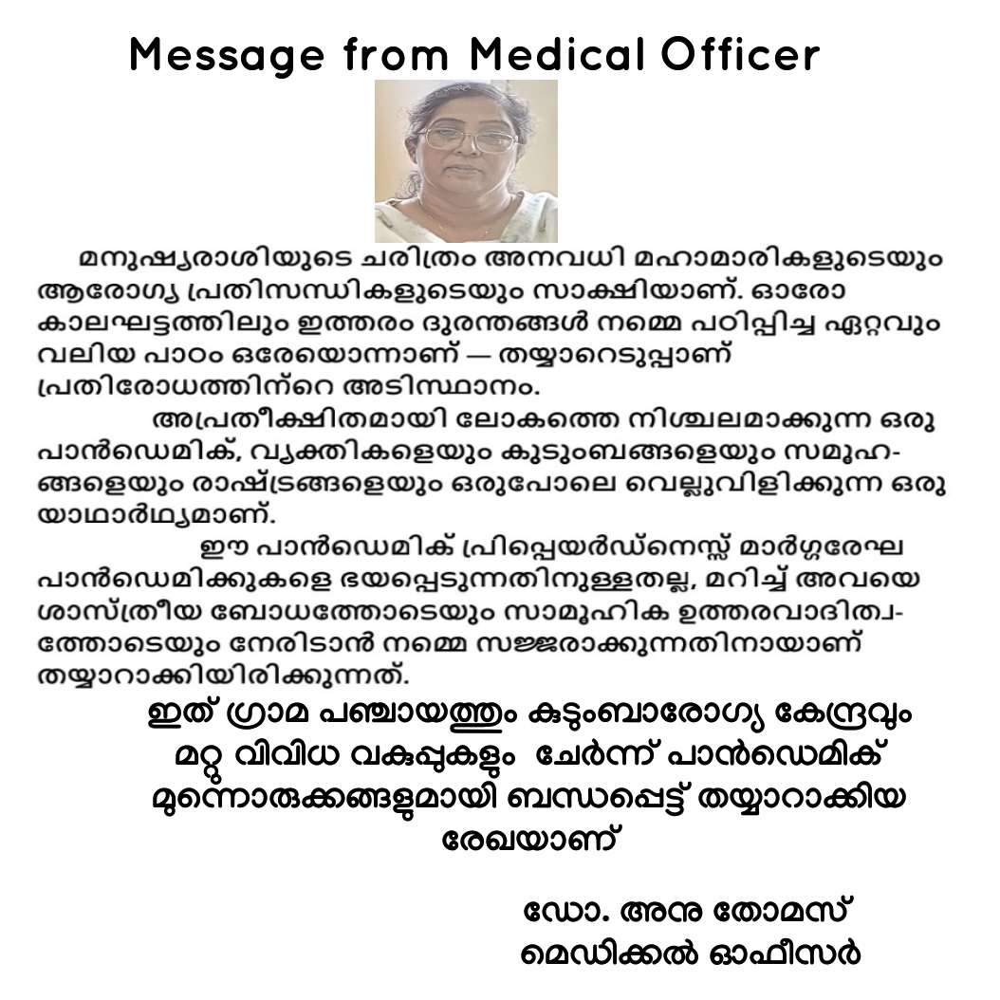 Message from Medical Officer
മനുഷ്യരാശിയുടെ ചരിത്രം അനവധി മഹാമാരികളുടെയും
ആരോഗ്യ പ്രതിസന്ധികളുടെയും സാക്ഷിയാണ്. ഓരോ
കാലഘട്ടത്തിലും ഇത്തരം ദുരന്തങ്ങൾ നമ്മെ പഠിപ്പിച്ച ഏറ്റവും
വലിയ പാഠം ഒരേയൊന്നാണ് — തയ്യാറെടുപ്പാണ്
പ്രതിരോധത്തിന്റെ അടിസ്ഥാനം.
അപ്രതീക്ഷിതമായി ലോകത്തെ നിശ്ചലമാക്കുന്ന ഒരു
പാൻഡെമിക്, വ്യക്തികളെയും കുടുംബങ്ങളെയും സമൂഹ-
ങ്ങളെയും രാഷ്ട്രങ്ങളെയും ഒരുപോലെ വെല്ലുവിളിക്കുന്ന ഒരു
യാഥാർഥ്യമാണ്.
ഈ പാൻഡെമിക് പ്രിപ്പെയർഡ്നെസ്സ് മാർഗ്ഗരേഘ
പാൻഡെമിക്കുകളെ ഭയപ്പെടുന്നതിനുള്ളതല്ല, മറിച്ച് അവയെ
ശാസ്ത്രീയ ബോധത്തോടെയും സാമൂഹിക ഉത്തരവാദിത്വ-
ത്തോടെയും നേരിടാൻ നമ്മെ സജ്ജരാക്കുന്നതിനായാണ്
തയ്യാറാക്കിയിരിക്കുന്നത്.
ഇത് ഗ്രാമ പഞ്ചായത്തും കുടുംബാരോഗ്യ കേന്ദ്രവും
മറ്റു വിവിധ വകുപ്പുകളും ചേർന്ന് പാൻഡെമിക്
മുന്നൊരുക്കങ്ങളുമായി ബന്ധപ്പെട്ട് തയ്യാറാക്കിയ
രേഖയാണ്
ഡോ. അനു തോമസ്
മെഡിക്കൽ ഓഫീസർ